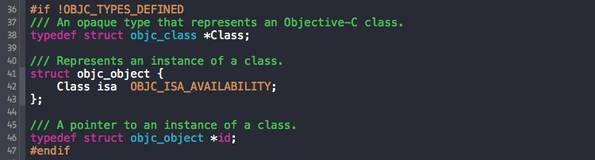 36 #if !OBJC_TYPES_DEFINED
37 /// An opaque type that represents an Objective-C class.
38 typedef struct objc_class *Class;
39
40 /// Represents an instance of a class.
41 struct objc_object {
42     Class isa  OBJC_ISA_AVAILABILITY;
43 };
44
45 /// A pointer to an instance of a class.
46 typedef struct objc_object *id;
47 #endif